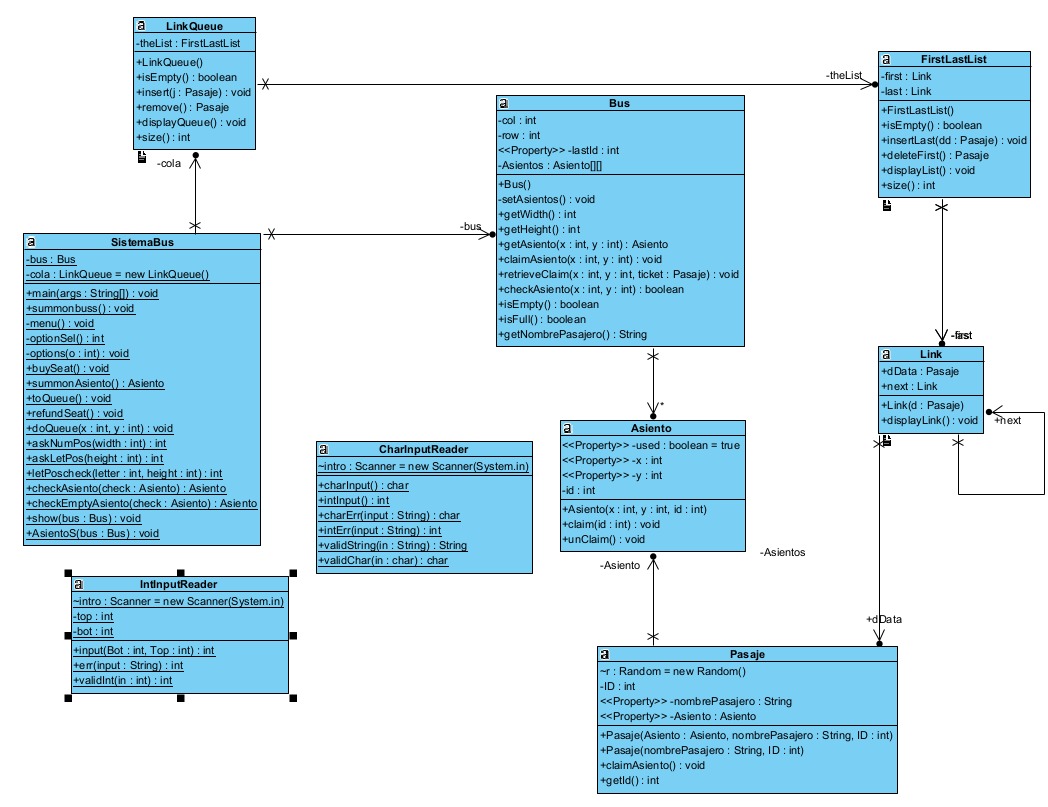 LinkQueue
-theList : FirstLastList
+LinkQueue()
+isEmpty() : boolean
+insert(j : Pasaje) : void
+remove() : Pasaje
+displayQueue() : void
+size() : int
-cola
-theList
FirstLastList
-first : Link
-last : Link
+FirstLastList()
+isEmpty() : boolean
+insertLast(dd : Pasaje) : void
+deleteFirst() : Pasaje
+displayList() : void
+size() : int
Bus
-col : int
-row : int
<<Property>> -lastId : int
-Asientos : Asiento[][]
+Bus()
-setAsientos() : void
+getWidth() : int
+getHeight() : int
+getAsiento(x : int, y : int) : Asiento
+claimAsiento(x : int, y : int) : void
+retrieveClaim(x : int, y : int, ticket : Pasaje) : void
+checkAsiento(x : int, y : int) : boolean
+isEmpty() : boolean
+isFull() : boolean
+getNombrePasajero() : String
-bus
SistemaBus
-bus : Bus
-cola : LinkQueue = new LinkQueue()
+main(args : String[]) : void
+summonbuss() : void
-menu() : void
-optionSel() : int
-options(o : int) : void
+buySeat() : void
+summonAsiento() : Asiento
+toQueue() : void
+refundSeat() : void
+doQueue(x : int, y : int) : void
+askNumPos(width : int) : int
+askLetPos(height : int) : int
+letPoscheck(letter : int, height : int) : int
+checkAsiento(check : Asiento) : Asiento
+checkEmptyAsiento(check : Asiento) : Asiento
+show(bus : Bus) : void
+AsientoS(bus : Bus) : void
-first
Link
+dData : Pasaje
+next : Link
+Link(d : Pasaje)
+displayLink() : void
+next
*
Asiento
<<Property>> -used : boolean = true
<<Property>> -x : int
<<Property>> -y : int
-id : int
+Asiento(x : int, y : int, id : int)
+claim(id : int) : void
+unClaim() : void
CharInputReader
~intro : Scanner = new Scanner(System.in)
+charInput() : char
+intInput() : int
+charErr(input : String) : char
+intErr(input : String) : int
+validString(in : String) : String
+validChar(in : char) : char
-Asientos
-Asiento
IntInputReader
~intro : Scanner = new Scanner(System.in)
-top : int
-bot : int
+input(Bot : int, Top : int) : int
+err(input : String) : int
+validInt(in : int) : int
+dData
Pasaje
~r : Random = new Random()
-ID : int
<<Property>> -nombrePasajero : String
<<Property>> -Asiento : Asiento
+Pasaje(Asiento : Asiento, nombrePasajero : String, ID : int)
+Pasaje(nombrePasajero : String, ID : int)
+claimAsiento() : void
+getId() : int